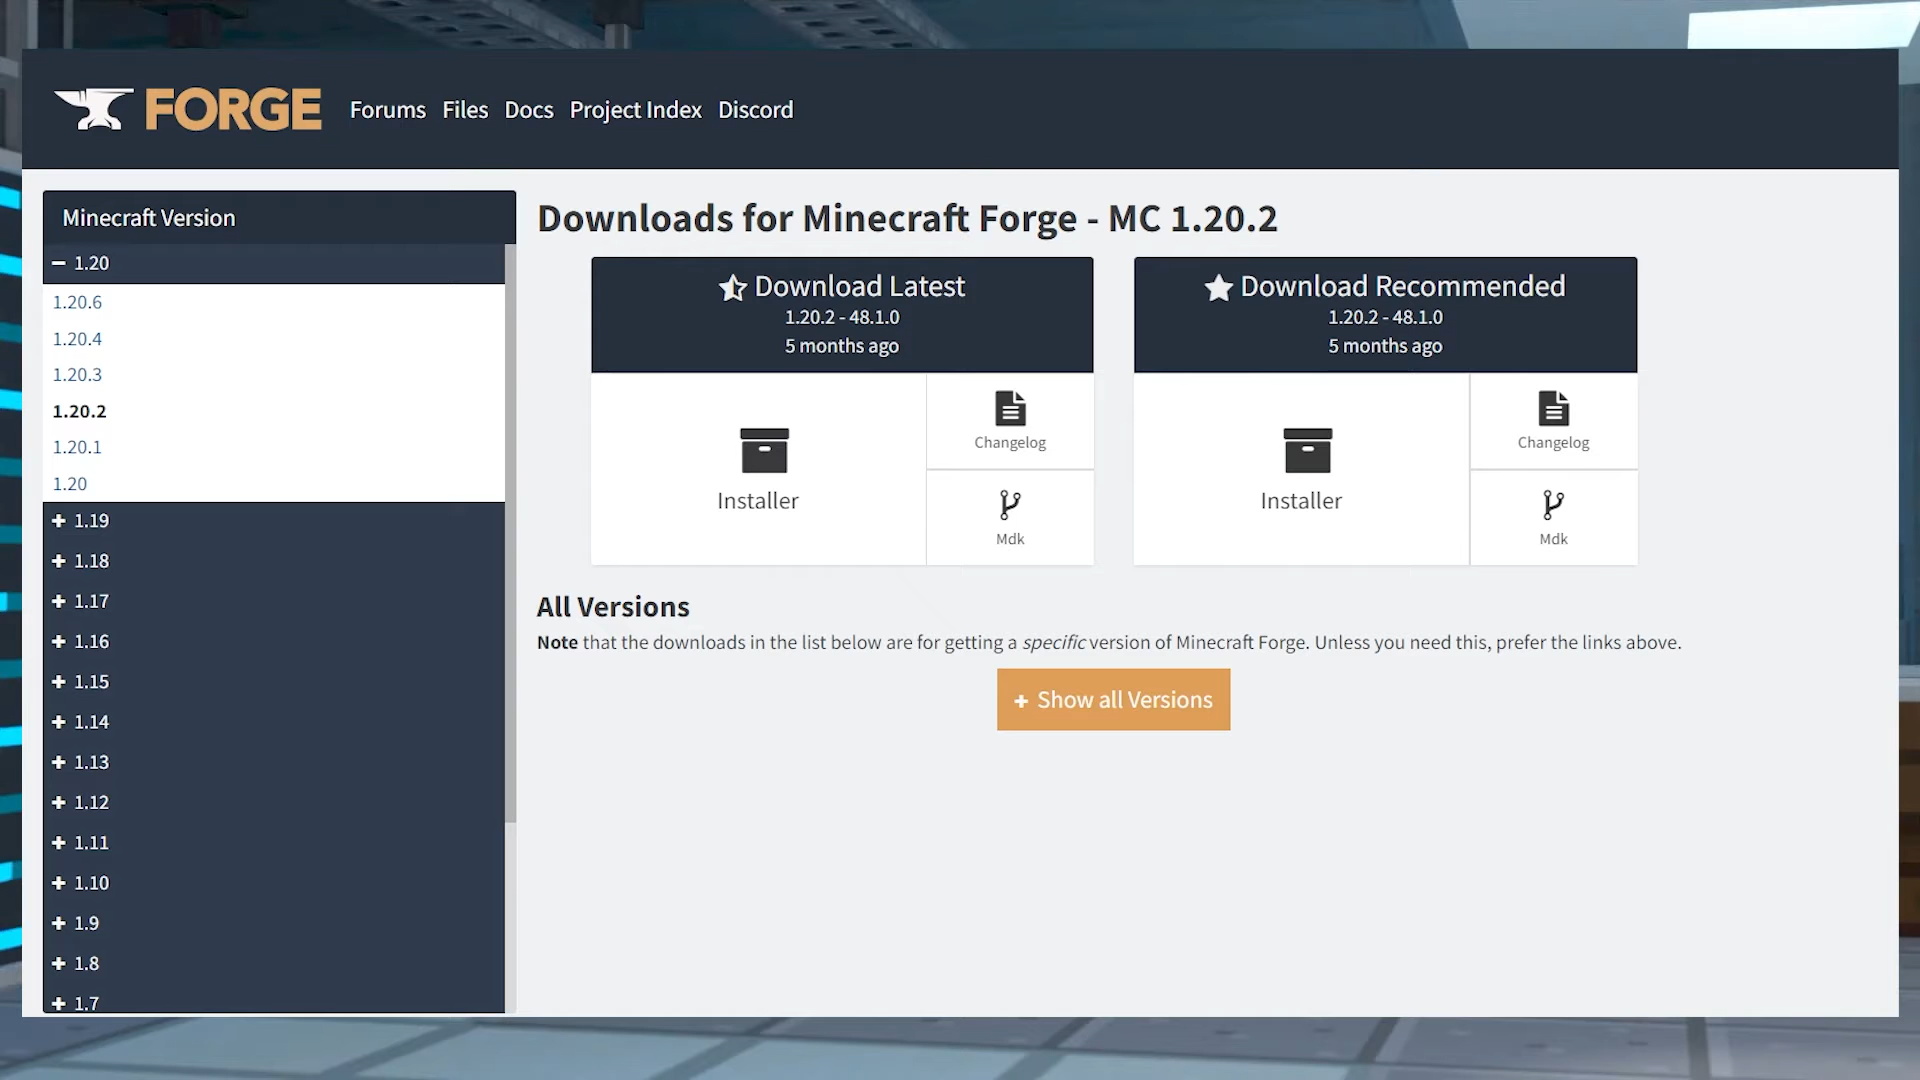 FORGE
Forums Files Docs Project Index Discord
Minecraft Version
1.20
1.20.6
1.20.4
1.20.3
1.20.2
1.20.1
1.20
1.19
1.18
1.17
1.16
1.15
1.14
1.13
1.12
1.11
1.10
1.9
1.8
1.7
Downloads for Minecraft Forge - MC 1.20.2
Download Latest
1.20.2 - 48.1.0
5 months ago
Installer
Changelog
Mdk
Download Recommended
1.20.2 - 48.1.0
5 months ago
Installer
Changelog
Mdk
All Versions
Note that the downloads in the list below are for getting a specific version of Minecraft Forge. Unless you need this, prefer the links above.
+ Show all Versions